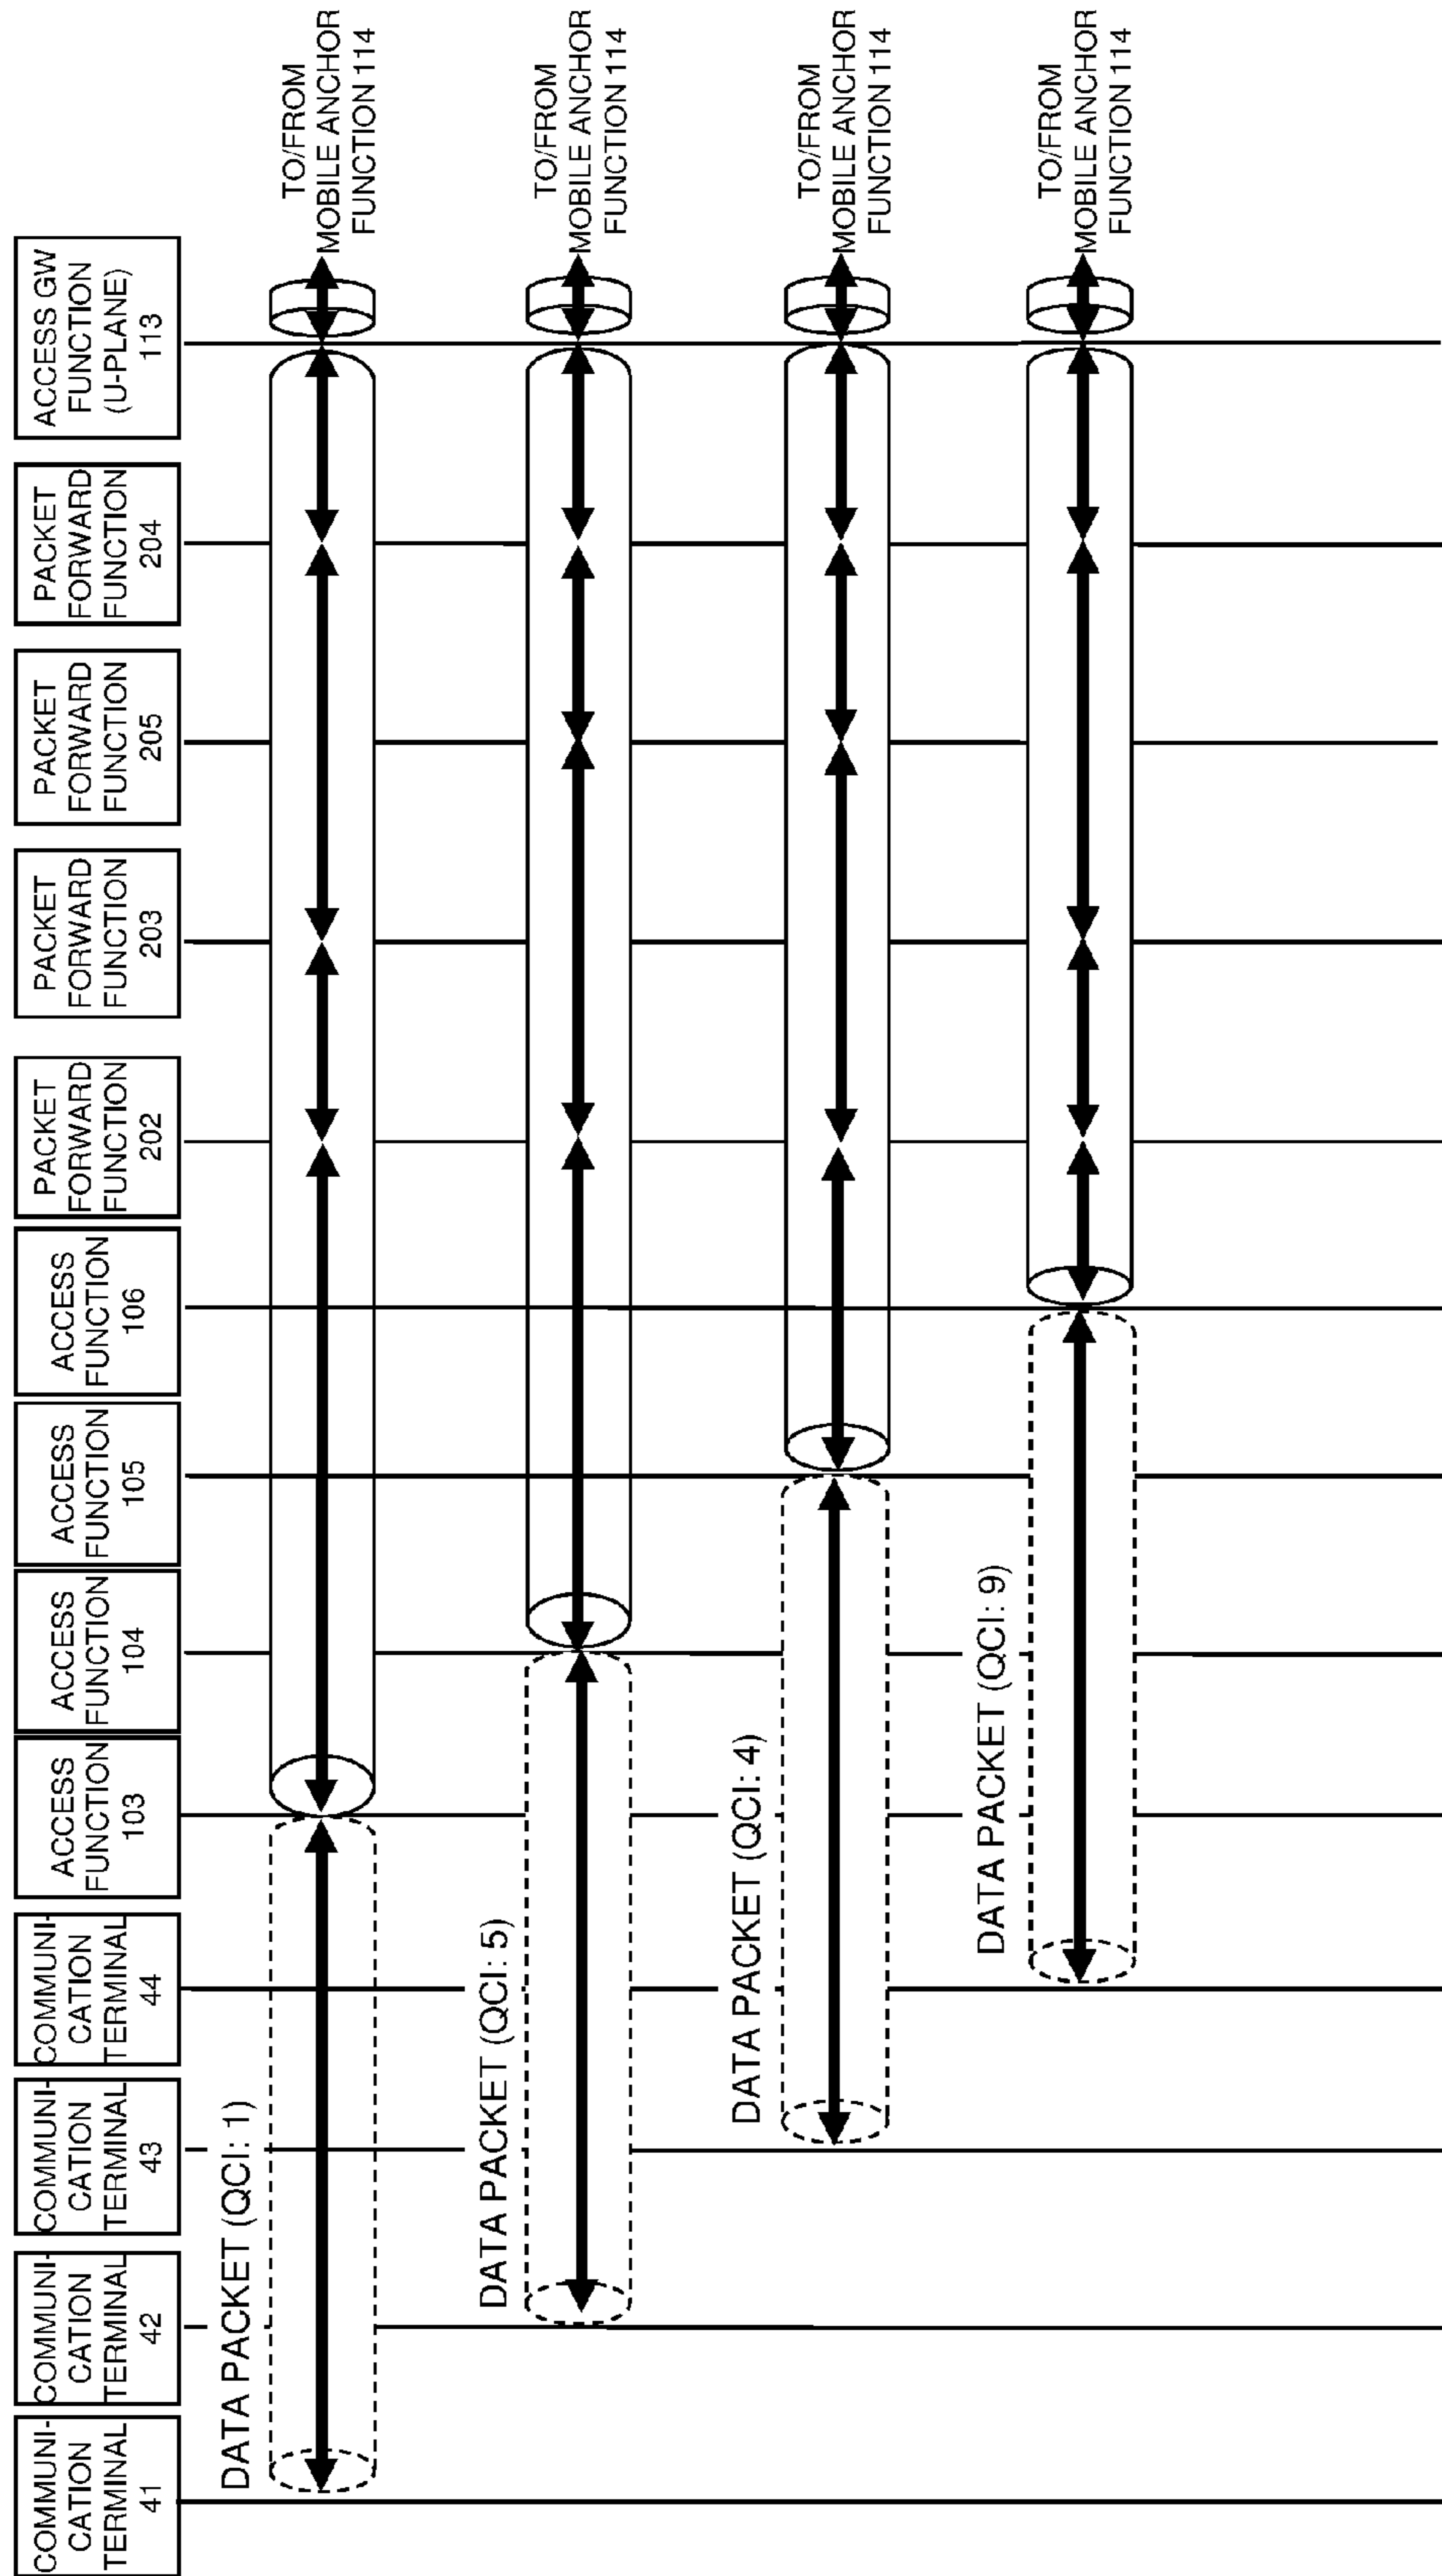 COMMUNI-
CATION
TERMINAL
41
COMMUNI-
CATION
TERMINAL
42
COMMUNI-
CATION
TERMINAL
43
COMMUNI-
CATION
TERMINAL
44
ACCESS
FUNCTION
103
ACCESS
FUNCTION
104
ACCESS
FUNCTION
105
ACCESS
FUNCTION
106
PACKET
FORWARD
FUNCTION
202
PACKET
FORWARD
FUNCTION
203
PACKET
FORWARD
FUNCTION
205
PACKET
FORWARD
FUNCTION
204
ACCESS GW
FUNCTION
(U-PLANE)
113
DATA PACKET (QCI: 1)
TO/FROM
MOBILE ANCHOR
FUNCTION 114
DATA PACKET (QCI: 5)
TO/FROM
MOBILE ANCHOR
FUNCTION 114
DATA PACKET (QCI: 4)
TO/FROM
MOBILE ANCHOR
FUNCTION 114
DATA PACKET (QCI: 9)
TO/FROM
MOBILE ANCHOR
FUNCTION 114